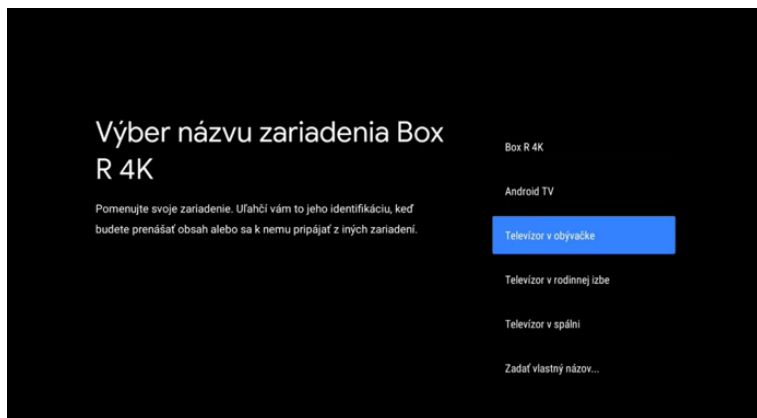 Výber názvu zariadenia Box
R 4K
Pomenujte svoje zariadenie. Uľahčí vám to jeho identifikáciu, keď
budete prenášať obsah alebo sa k nemu pripájať z iných zariadení.
Box R 4K
Android TV
Televízor v obývačke
Televízor v rodinnej izbe
Televízor v spálni
Zadať vlastný názov...